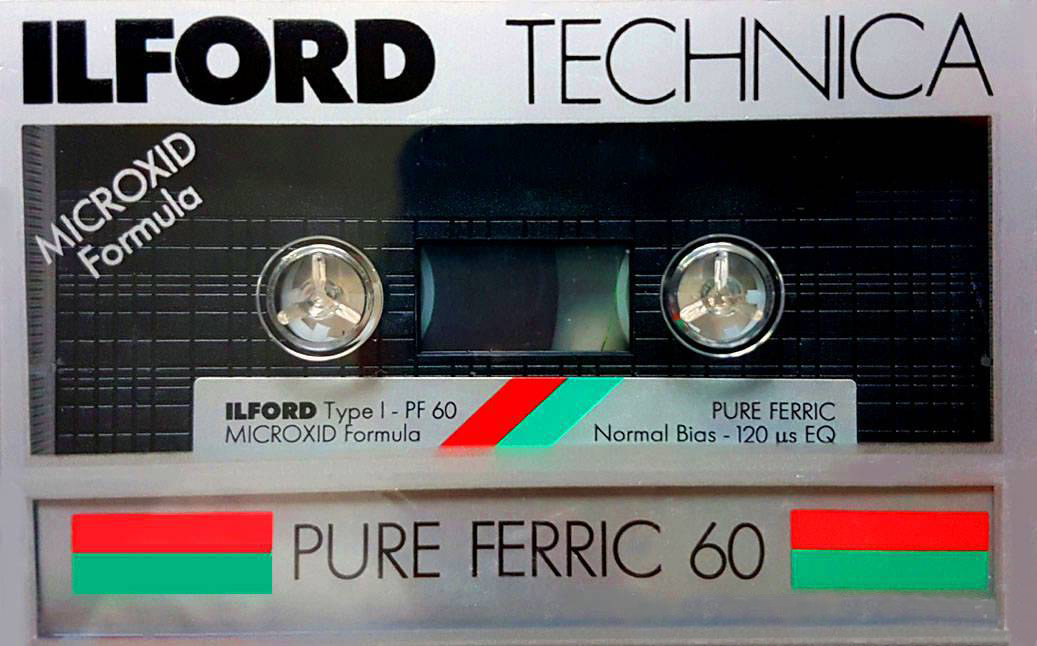 ILFORD TECHNICA
MICROXID
Formula
ILFORD Type I - PF 60
MICROXID Formula
PURE FERRIC
Normal Bias - 120 µs EQ
PURE FERRIC 60